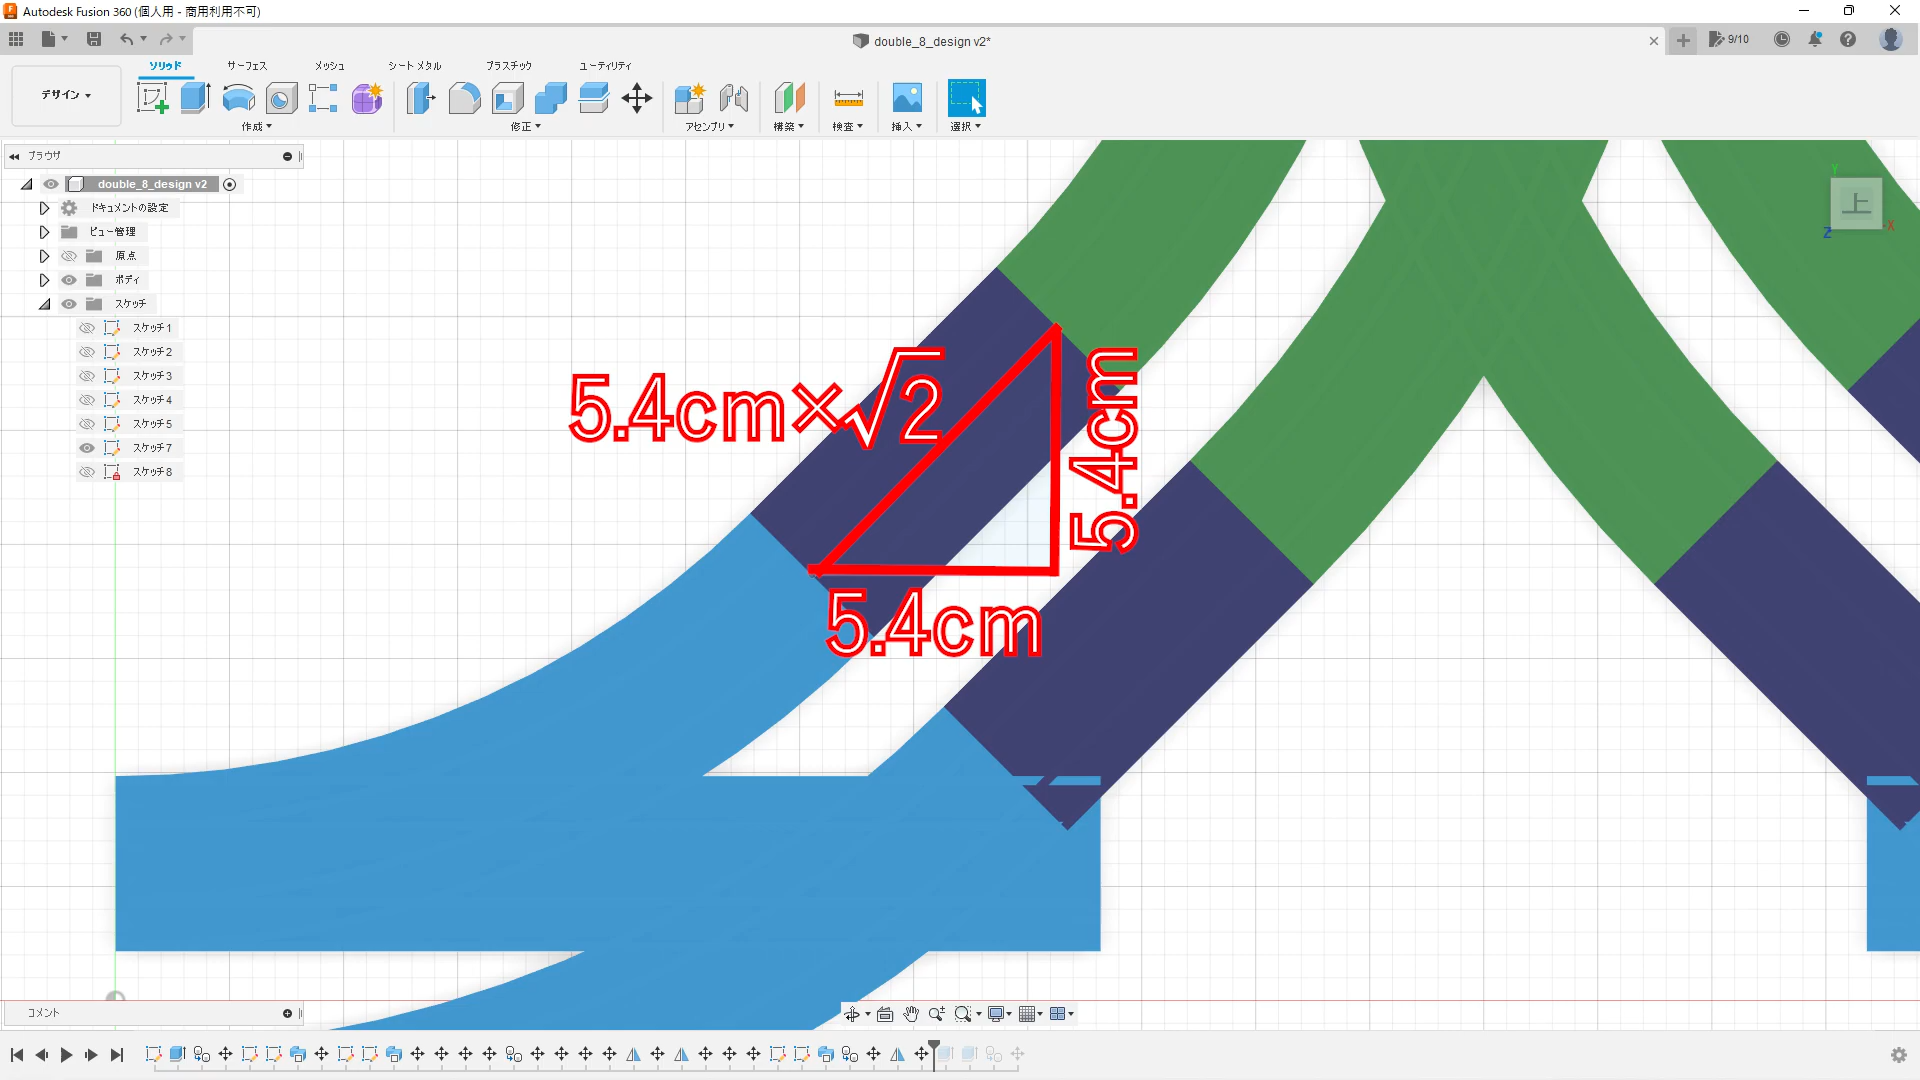 Autodesk Fusion 360 (個人用 - 商用利用不可)
double_8_design v2*
9/10
ソリッド サーフェス メッシュ シート メタル プラスチック ユーティリティ
デザイン
作成 修正 アセンブリ 構築 検査 挿入 選択
ブラウザ
double_8_design v2
ドキュメントの設定
ビュー管理
原点
ボディ
スケッチ
スケッチ1
スケッチ2
スケッチ3
スケッチ4
スケッチ5
スケッチ7
スケッチ8
Y
上
X
Z
5.4cm×√2
5.4cm
5.4cm
コメント